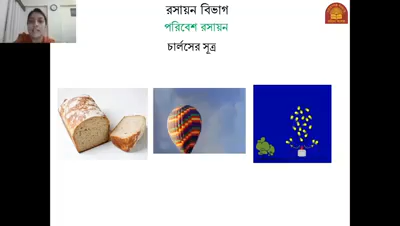 রসায়ন বিভাগ
পরিবেশ রসায়ন
চার্লসের সূত্র